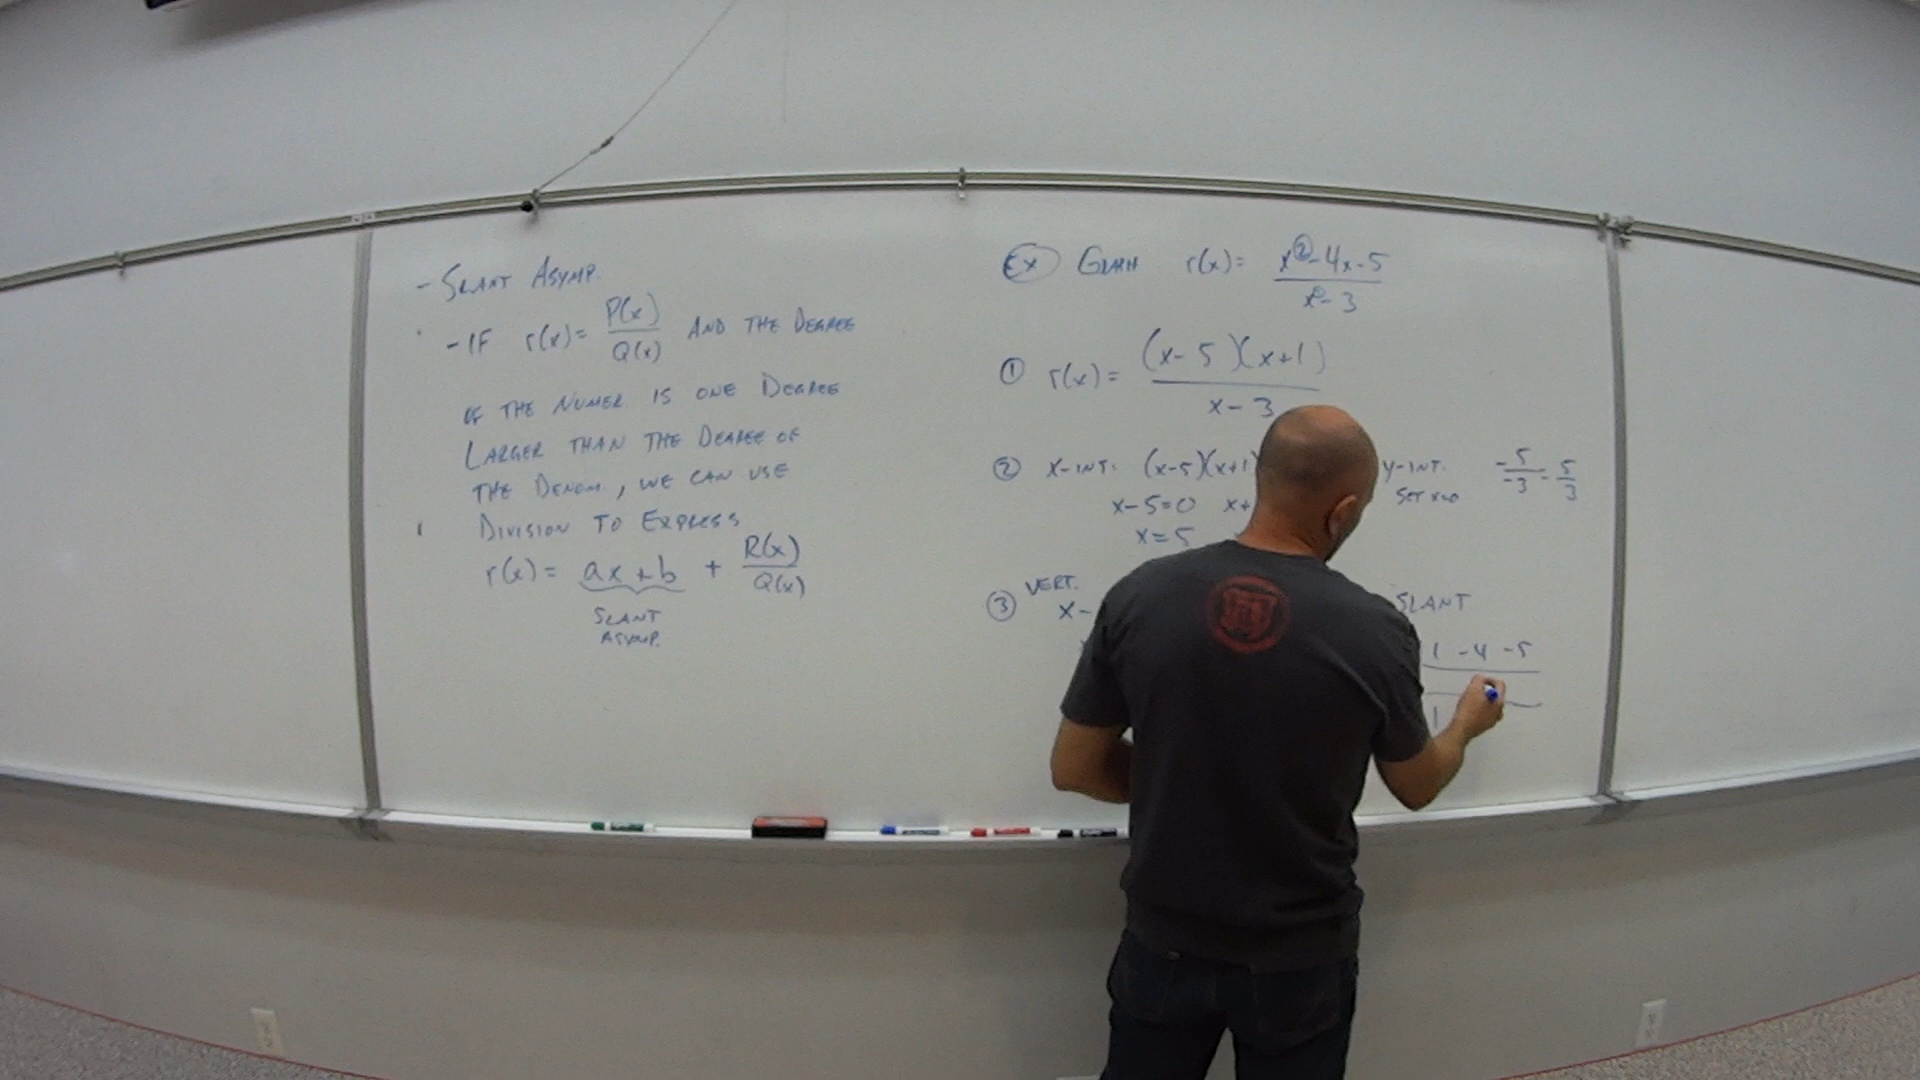 - SLANT ASYMP.
- IF r(x)= P(x)/Q(x) AND THE DEGREE
OF THE NUMER. IS ONE DEGREE
LARGER THAN THE DEGREE OF
THE DENOM., WE CAN USE
DIVISION TO EXPRESS
r(x)= ax+b + R(x)/Q(x)
SLANT
ASYMP.
Ex GIVEN r(x)= x²-4x-5
x-3
① r(x)= (x-5)(x+1)
x-3
② X-INT: (x-5)(x+1)
x-5=0 x+
x=5
Y-INT.
SET x=0
-5/-3 = 5/3
③ VERT.
x-
SLANT
1 -4 -5
1